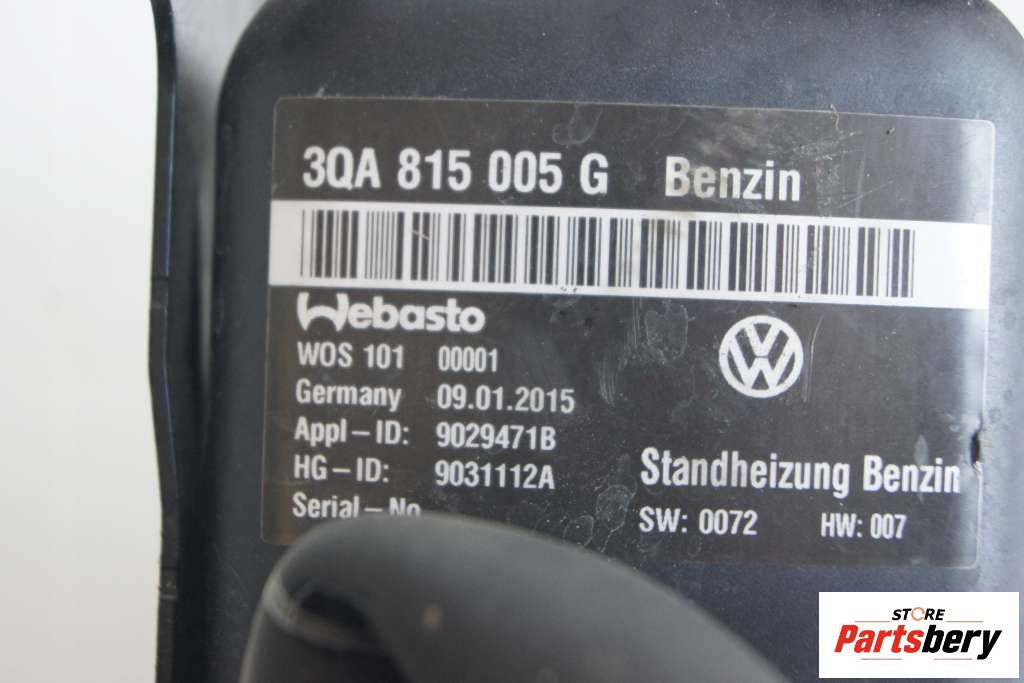 3QA 815 005 G Benzin
Webasto
WOS 101 00001
Germany 09.01.2015
Appl-ID: 9029471B
HG-ID: 9031112A
Serial-No
VW
Standheizung Benzin
SW: 0072 HW: 007
STORE
Partsbery